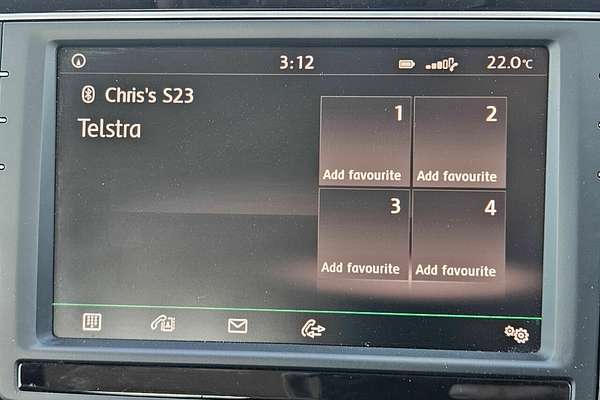 3:12 22.0°C
Chris's S23
Telstra
1 2
Add favourite Add favourite
3 4
Add favourite Add favourite